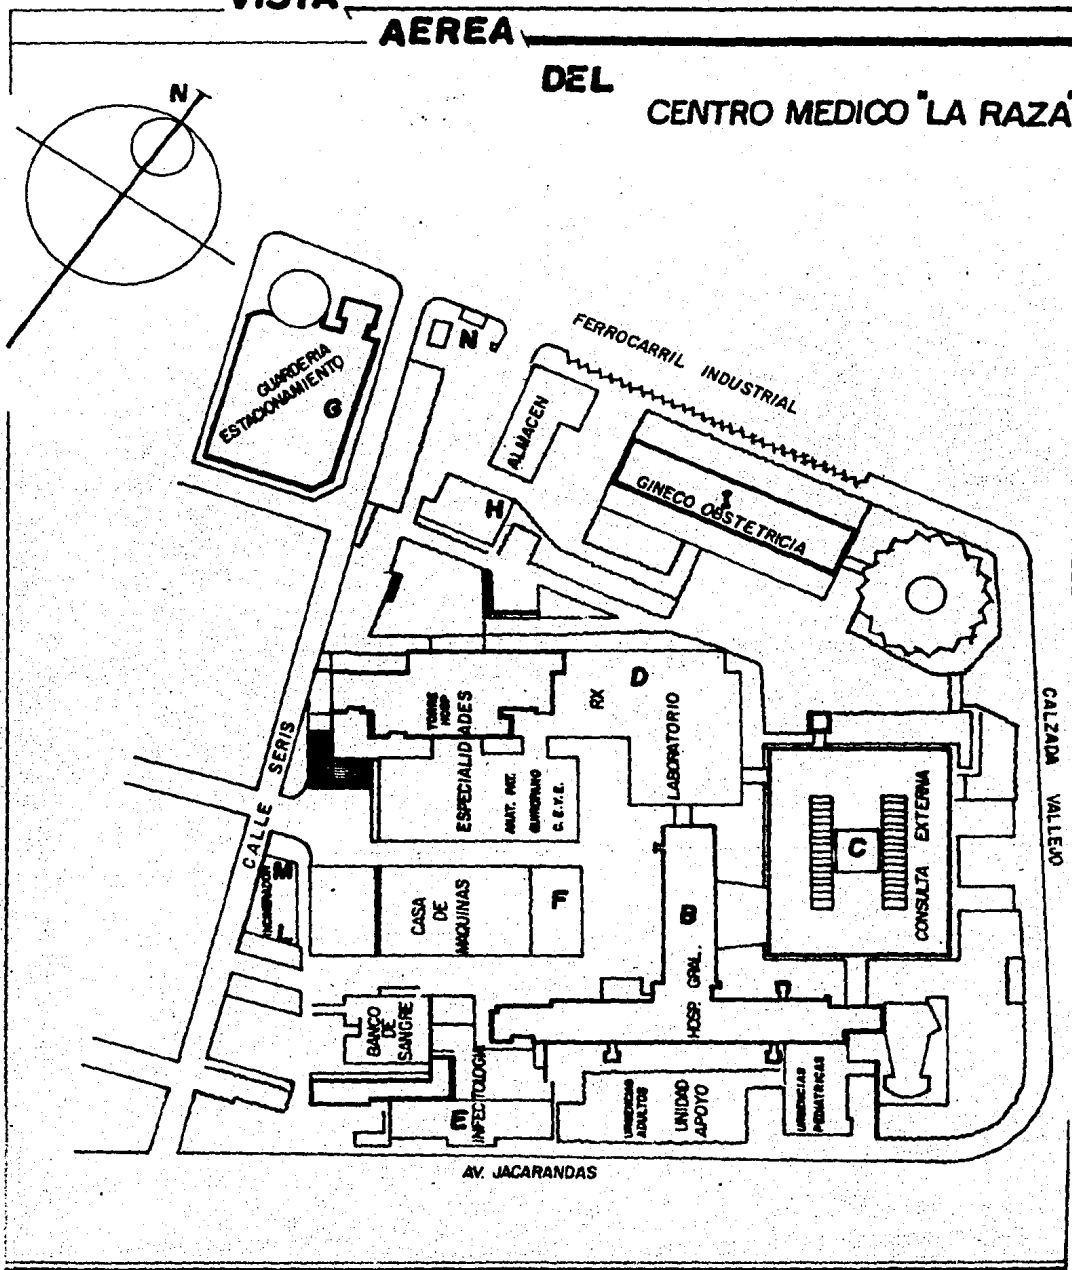 VISTA
AEREA
DEL
CENTRO MEDICO "LA RAZA"
N
GUARDERIA
ESTACIONAMIENTO
G
N
FERROCARRIL INDUSTRIAL
ALMACEN
H
GINECO OBSTETRICIA
I
TORRE
HOSP
ESPECIALIDADES
RX
D
LABORATORIO
ANAT. PAT.
QUIROFANO
C.E.Y.E.
CALLE SERIS
CALZADA VALLEJO
CONSULTA EXTERNA
C
INCINERADOR
M
CASA
DE
MAQUINAS
F
B
HOSP. GRAL.
BANCO
DE
SANGRE
E
INFECTOLOGIA
URGENCIAS
ADULTOS
UNIDAD
APOYO
URGENCIAS
PEDIATRICAS
AV. JACARANDAS